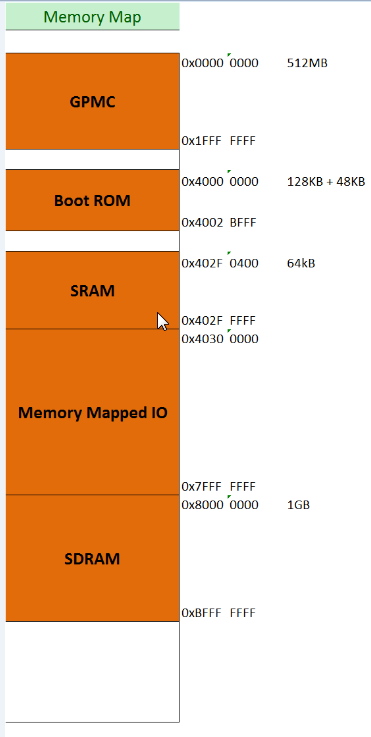 Memory Map
0x0000 0000 512MB
GPMC
0x1FFF FFFF
0x4000 0000 128KB + 48KB
Boot ROM
0x4002 BFFF
0x402F 0400 64kB
SRAM
0x402F FFFF
0x4030 0000
Memory Mapped IO
0x7FFF FFFF
0x8000 0000 1GB
SDRAM
0xBFFF FFFF